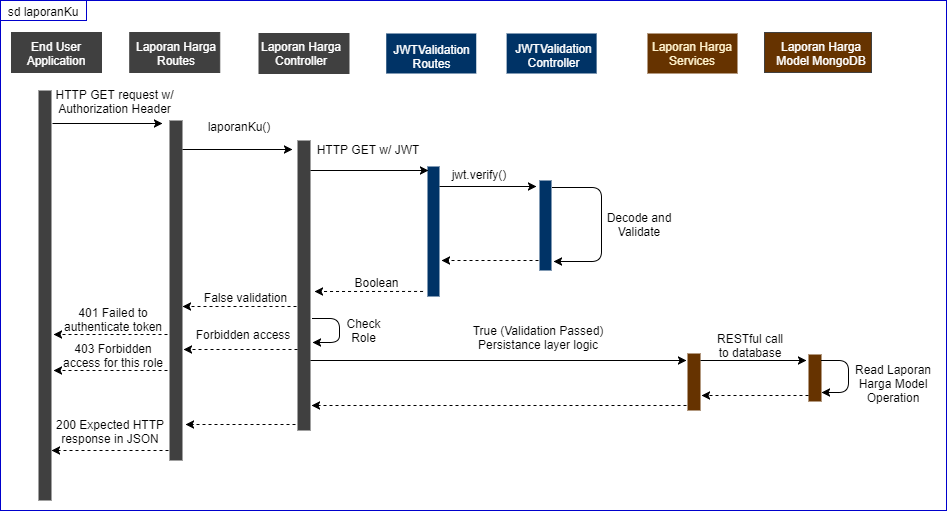 sd laporanKu
End User
Application
Laporan Harga
Routes
Laporan Harga
Controller
JWTValidation
Routes
JWTValidation
Controller
Laporan Harga
Services
Laporan Harga
Model MongoDB
HTTP GET request w/
Authorization Header
laporanKu()
HTTP GET w/ JWT
jwt.verify()
Decode and
Validate
Boolean
False validation
401 Failed to
authenticate token
Check
Role
Forbidden access
403 Forbidden
access for this role
True (Validation Passed)
Persistance layer logic
RESTful call
to database
Read Laporan
Harga Model
Operation
200 Expected HTTP
response in JSON